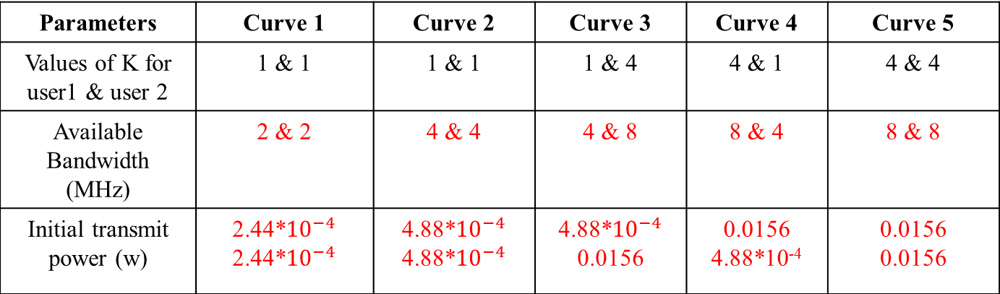 Parameters Curve 1 Curve 2 Curve 3 Curve 4 Curve 5
Values of K for
user1 & user 2
1 & 1 1 & 1 1 & 4 4 & 1 4 & 4
Available
Bandwidth
(MHz)
2 & 2 4 & 4 4 & 8 8 & 4 8 & 8
Initial transmit
power (w)
2.44*10⁻⁴ 4.88*10⁻⁴ 4.88*10⁻⁴ 0.0156 0.0156
2.44*10⁻⁴ 4.88*10⁻⁴ 0.0156 4.88*10⁻⁴ 0.0156